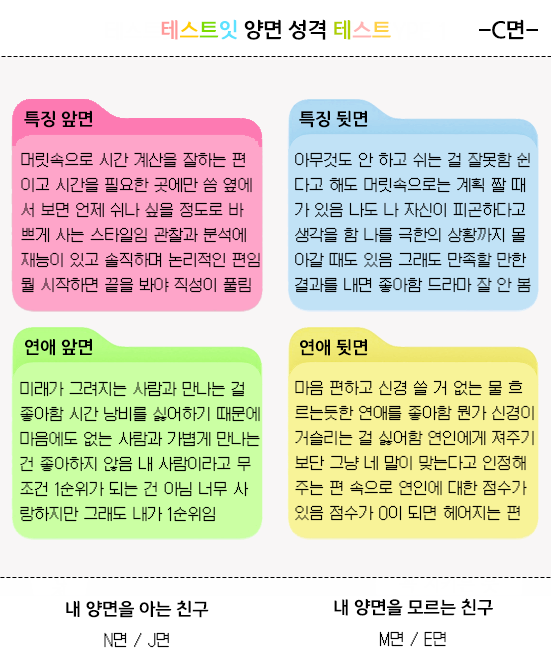 테스트잇 양면 성격 테스트
-C면-
특징 앞면
머릿속으로 시간 계산을 잘하는 편
이고 시간을 필요한 곳에만 씀 옆에
서 보면 언제 쉬나 싶을 정도로 바
쁘게 사는 스타일임 관찰과 분석에
재능이 있고 솔직하며 논리적인 편임
뭘 시작하면 끝을 봐야 직성이 풀림
특징 뒷면
아무것도 안 하고 쉬는 걸 잘못함 쉰
다고 해도 머릿속으로는 계획 짤 때
가 있음 나도 나 자신이 피곤하다고
생각을 함 나를 극한의 상황까지 몰
아갈 때도 있음 그래도 만족할 만한
결과를 내면 좋아함 드라마 잘 안 봄
연애 앞면
미래가 그려지는 사람과 만나는 걸
좋아함 시간 낭비를 싫어하기 때문에
마음에도 없는 사람과 가볍게 만나는
건 좋아하지 않음 내 사람이라고 무
조건 1순위가 되는 건 아님 너무 사
랑하지만 그래도 내가 1순위임
연애 뒷면
마음 편하고 신경 쓸 거 없는 물 흐
르는듯한 연애를 좋아함 뭔가 신경이
거슬리는 걸 싫어함 연인에게 져주기
보단 그냥 네 말이 맞는다고 인정해
주는 편 속으로 연인에 대한 점수가
있음 점수가 0이 되면 헤어지는 편
내 양면을 아는 친구
N면 / J면
내 양면을 모르는 친구
M면 / E면